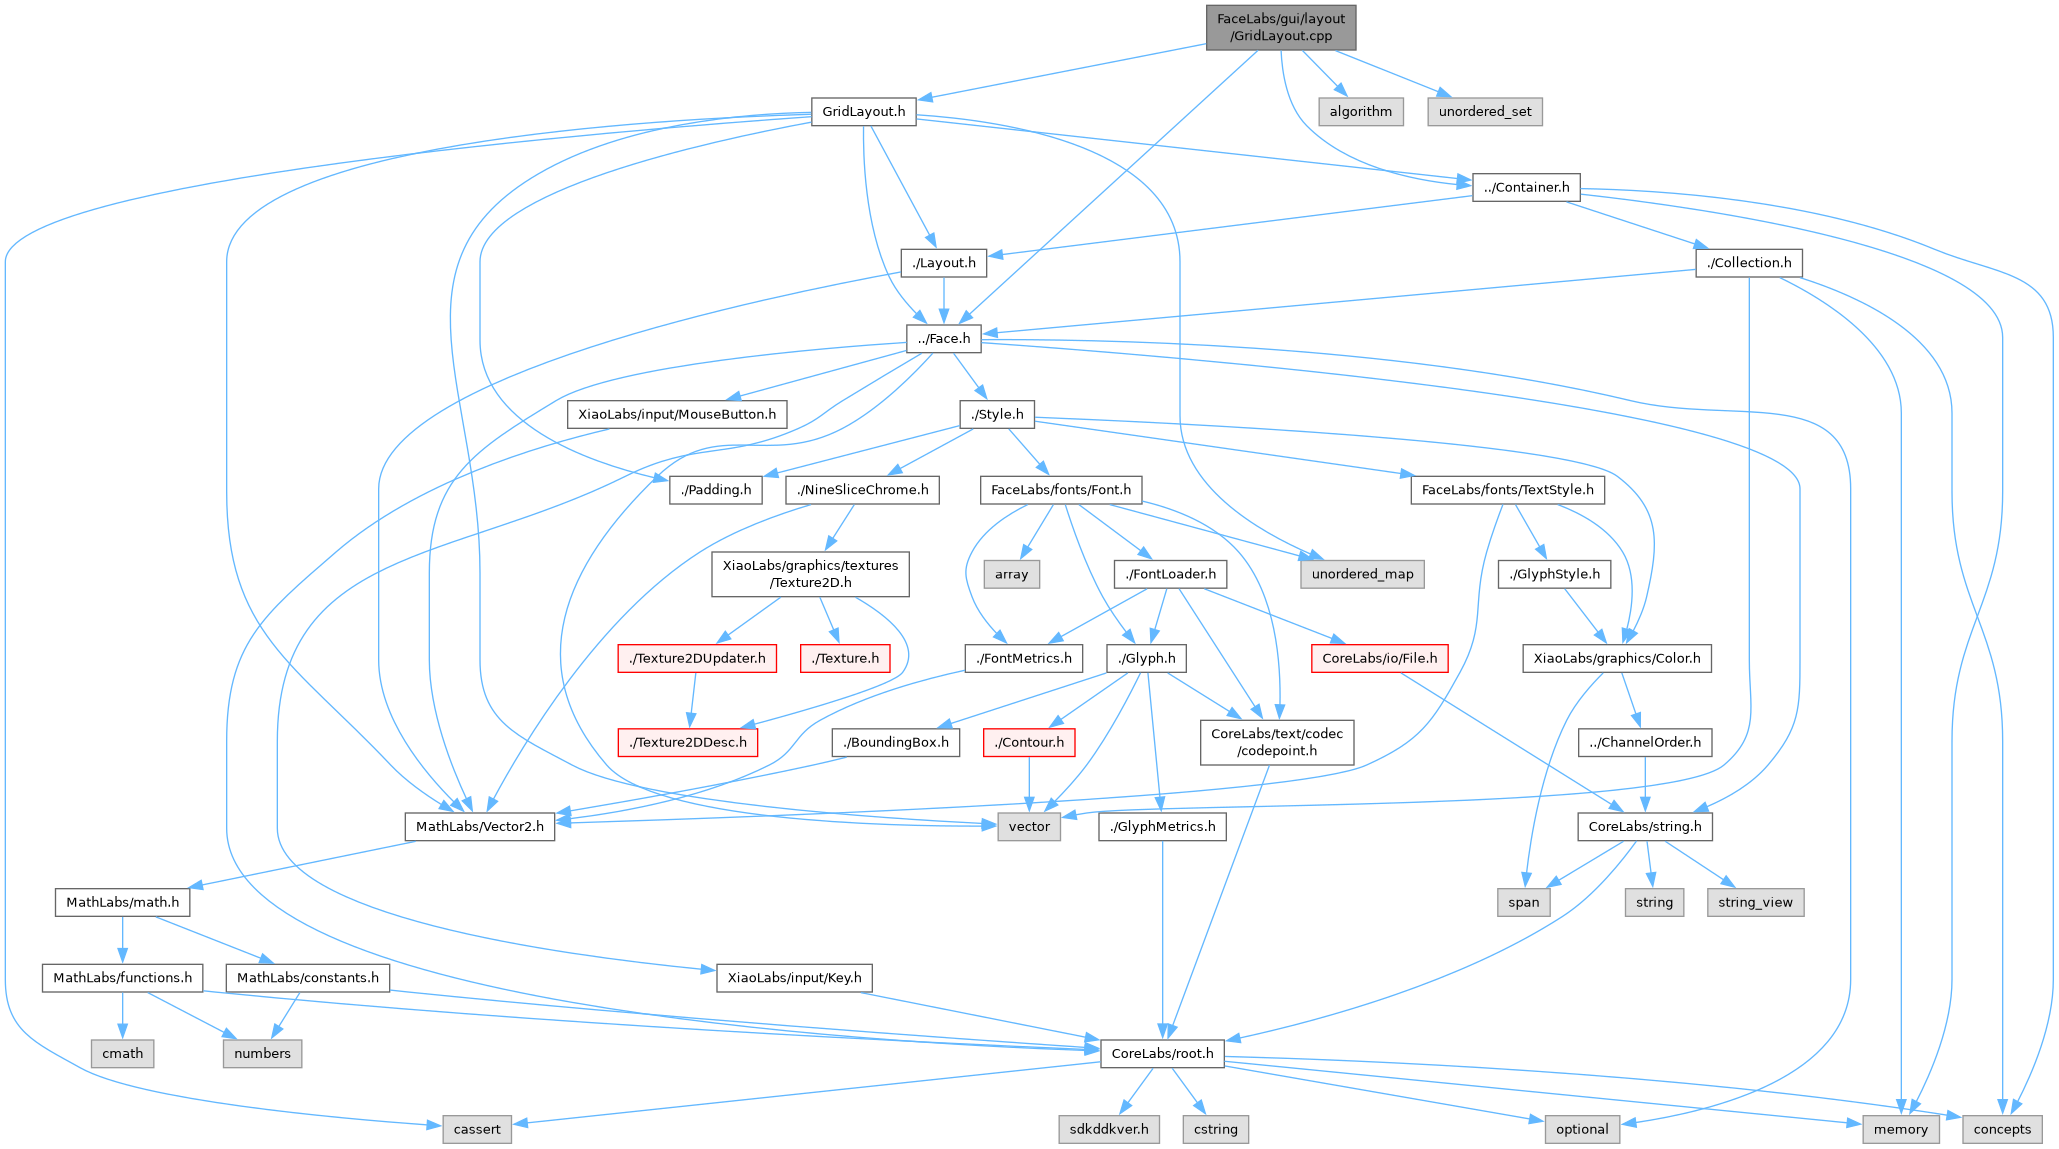 FaceLabs/gui/layout
/GridLayout.cpp
GridLayout.h
algorithm
unordered_set
../Container.h
./Layout.h
./Collection.h
../Face.h
XiaoLabs/input/MouseButton.h
./Style.h
./Padding.h
./NineSliceChrome.h
FaceLabs/fonts/Font.h
FaceLabs/fonts/TextStyle.h
XiaoLabs/graphics/textures
/Texture2D.h
array
./FontLoader.h
unordered_map
./GlyphStyle.h
./Texture2DUpdater.h
./Texture.h
./FontMetrics.h
./Glyph.h
CoreLabs/io/File.h
XiaoLabs/graphics/Color.h
./Texture2DDesc.h
./BoundingBox.h
./Contour.h
CoreLabs/text/codec
/codepoint.h
../ChannelOrder.h
MathLabs/Vector2.h
vector
./GlyphMetrics.h
CoreLabs/string.h
MathLabs/math.h
span
string
string_view
MathLabs/functions.h
MathLabs/constants.h
XiaoLabs/input/Key.h
cmath
numbers
CoreLabs/root.h
cassert
sdkddkver.h
cstring
optional
memory
concepts